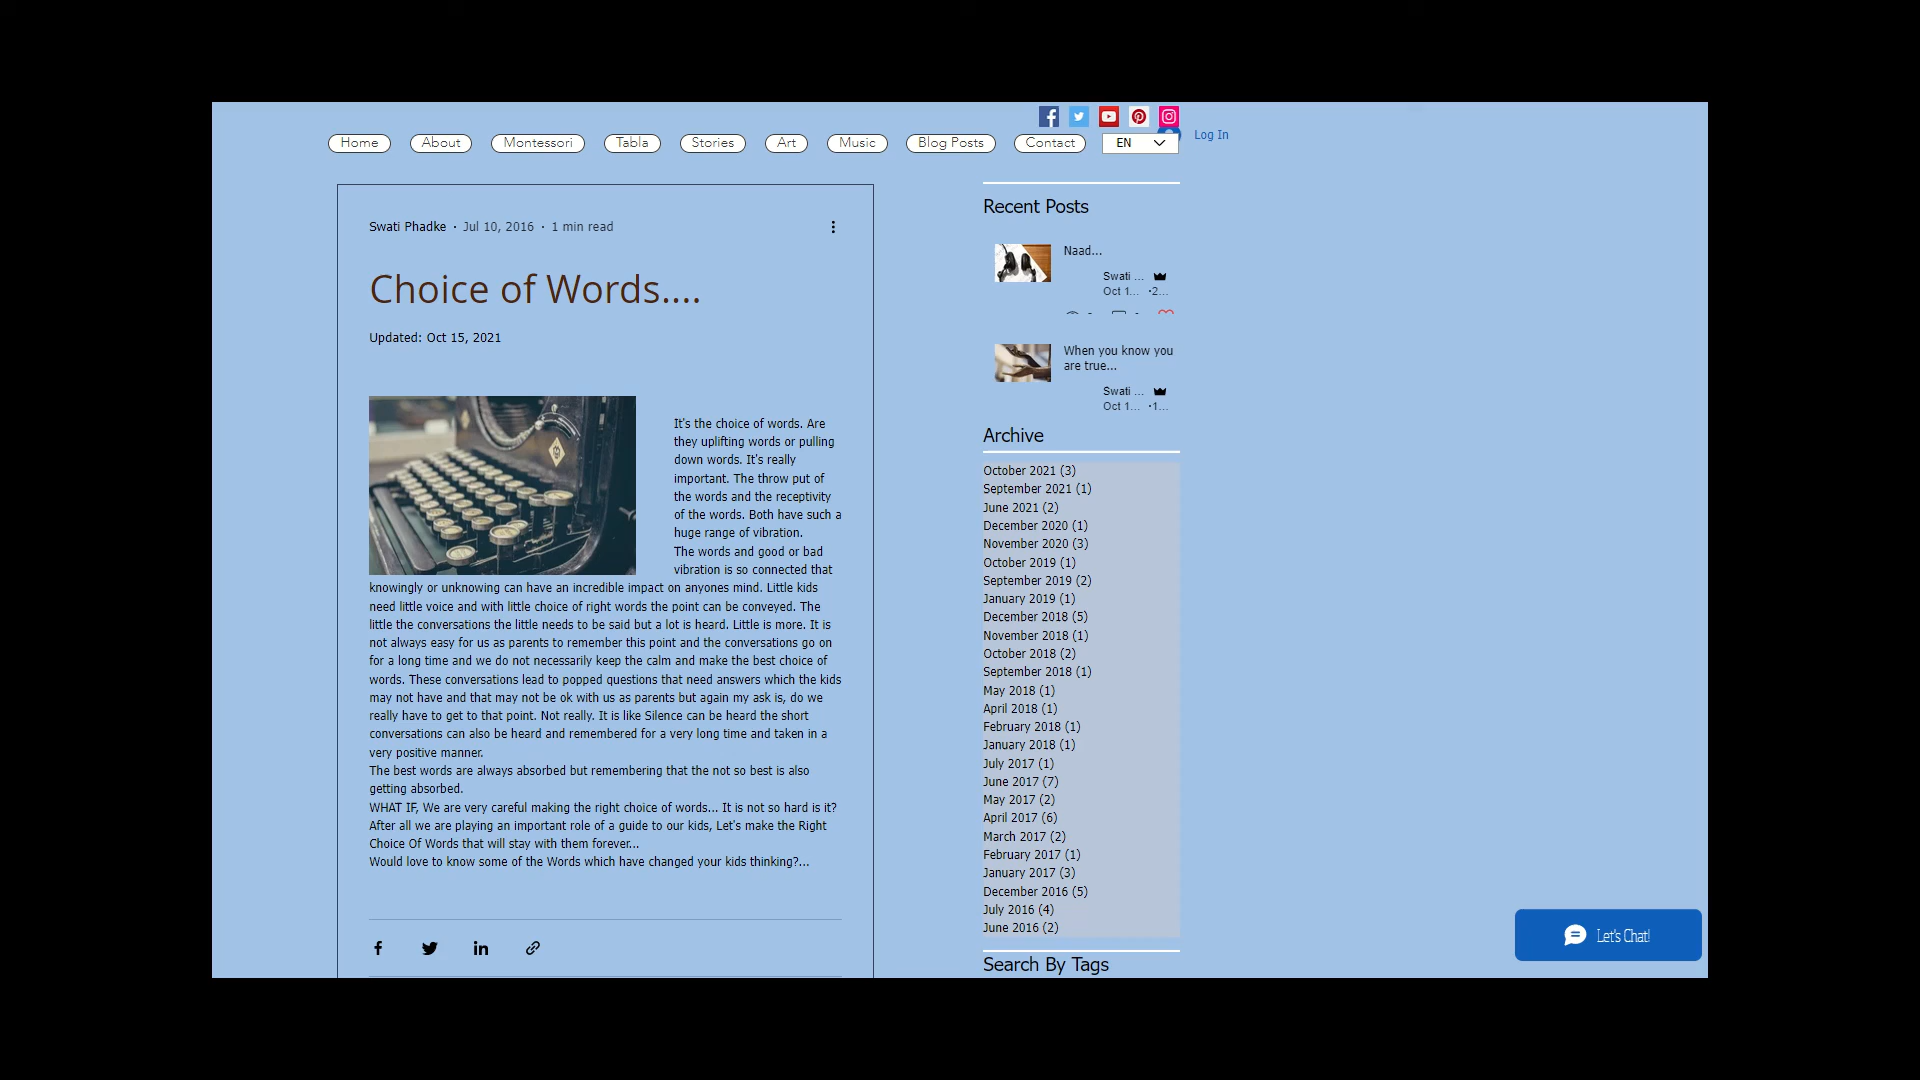 Log In
Home
About
Montessori
Tabla
Stories
Art
Music
Blog Posts
Contact
EN
Swati Phadke
Jul 10, 2016
1 min read
Choice of Words....
Updated: Oct 15, 2021
It's the choice of words. Are
they uplifting words or pulling
down words. It's really
important. The throw put of
the words and the receptivity
of the words. Both have such a
huge range of vibration.
The words and good or bad
vibration is so connected that
knowingly or unknowing can have an incredible impact on anyones mind. Little kids
need little voice and with little choice of right words the point can be conveyed. The
little the conversations the little needs to be said but a lot is heard. Little is more. It is
not always easy for us as parents to remember this point and the conversations go on
for a long time and we do not necessarily keep the calm and make the best choice of
words. These conversations lead to popped questions that need answers which the kids
may not have and that may not be ok with us as parents but again my ask is, do we
really have to get to that point. Not really. It is like Silence can be heard the short
conversations can also be heard and remembered for a very long time and taken in a
very positive manner.
The best words are always absorbed but remembering that the not so best is also
getting absorbed.
WHAT IF, We are very careful making the right choice of words... It is not so hard is it?
After all we are playing an important role of a guide to our kids, Let's make the Right
Choice Of Words that will stay with them forever...
Would love to know some of the Words which have changed your kids thinking?...
Recent Posts
Naad...
Swati ...
Oct 1... ·2...
When you know you
are true...
Swati ...
Oct 1... ·1...
Archive
October 2021 (3)
September 2021 (1)
June 2021 (2)
December 2020 (1)
November 2020 (3)
October 2019 (1)
September 2019 (2)
January 2019 (1)
December 2018 (5)
November 2018 (1)
October 2018 (2)
September 2018 (1)
May 2018 (1)
April 2018 (1)
February 2018 (1)
January 2018 (1)
July 2017 (1)
June 2017 (7)
May 2017 (2)
April 2017 (6)
March 2017 (2)
February 2017 (1)
January 2017 (3)
December 2016 (5)
July 2016 (4)
June 2016 (2)
Search By Tags
Let's Chat!